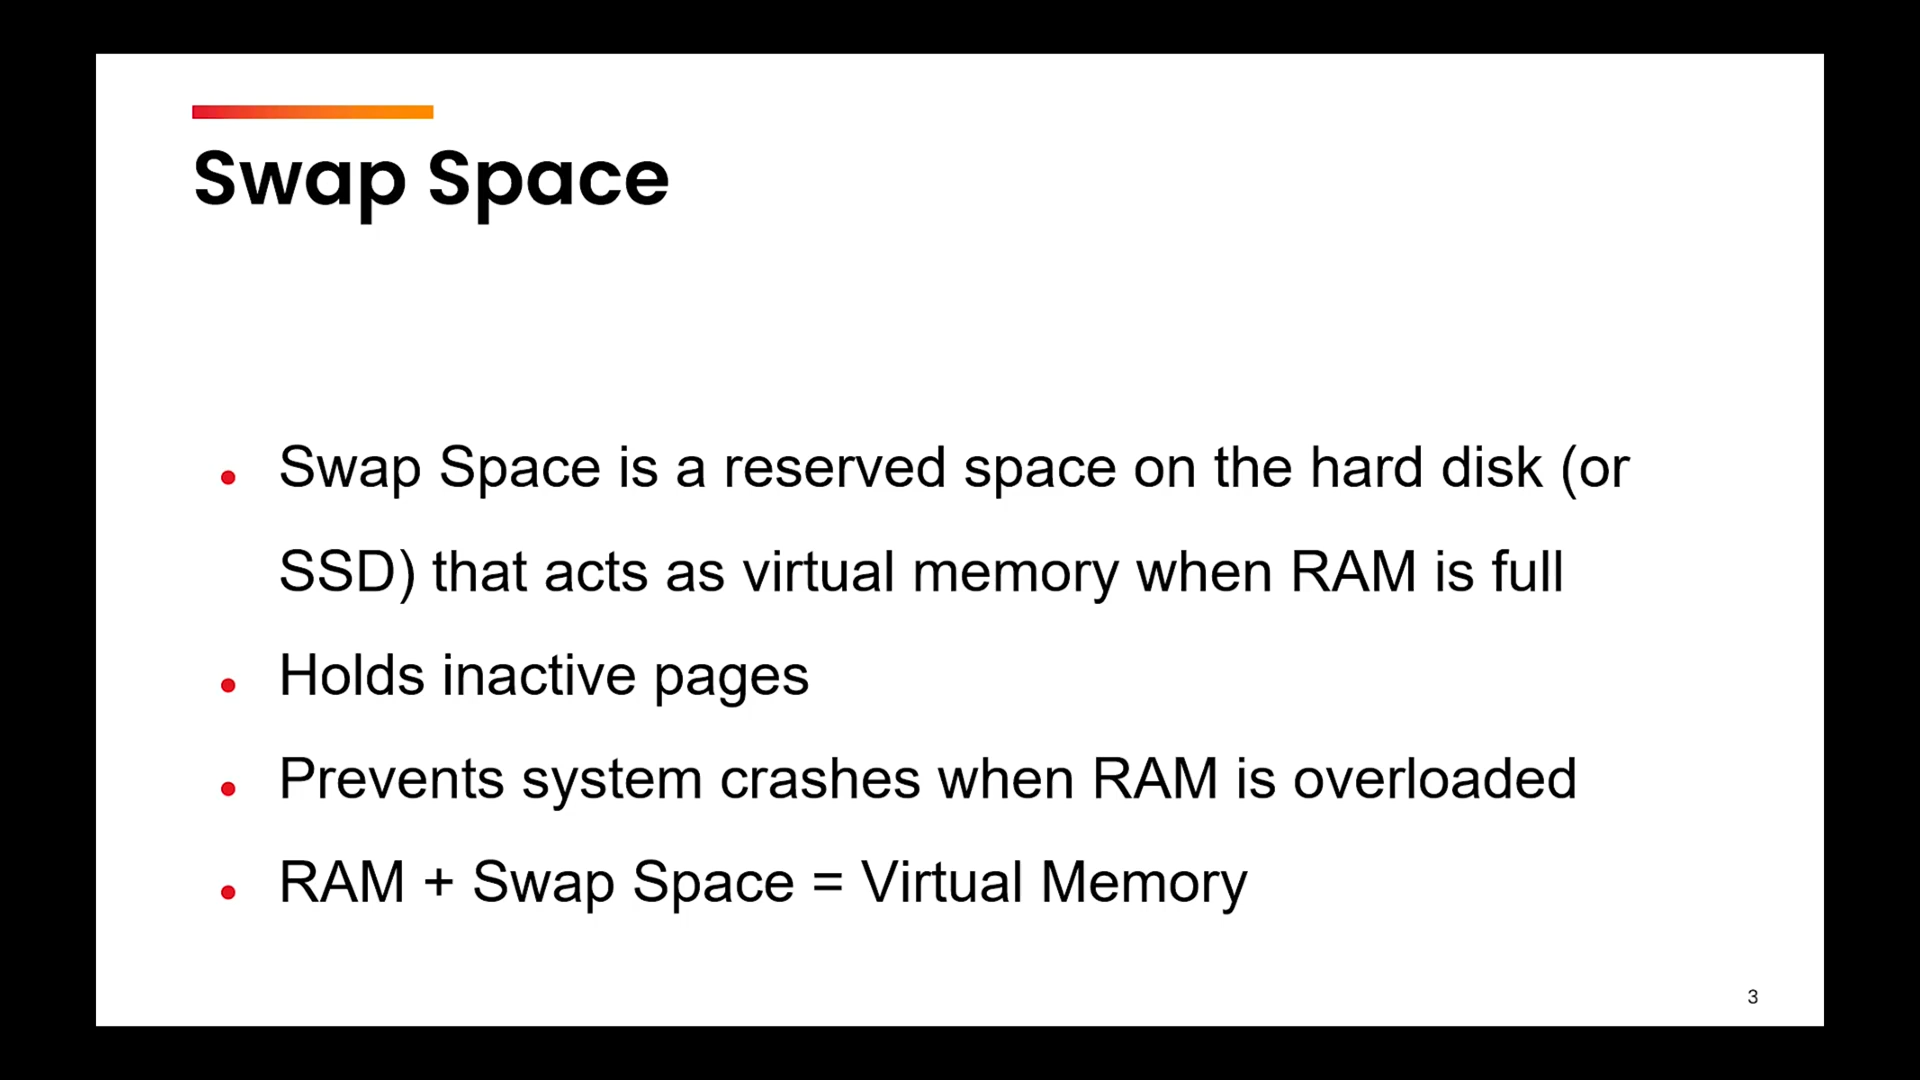 Swap Space
• Swap Space is a reserved space on the hard disk (or
SSD) that acts as virtual memory when RAM is full
• Holds inactive pages
• Prevents system crashes when RAM is overloaded
• RAM + Swap Space = Virtual Memory
3